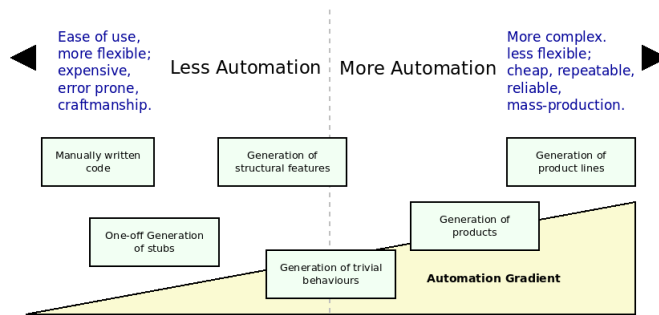 Ease of use,
more flexible;
expensive,
error prone,
craftmanship.
Less Automation
More Automation
More complex.
less flexible;
cheap, repeatable,
reliable,
mass-production.
Manually written
code
Generation of
structural features
Generation of
product lines
One-off Generation
of stubs
Generation of
products
Generation of trivial
behaviours
Automation Gradient